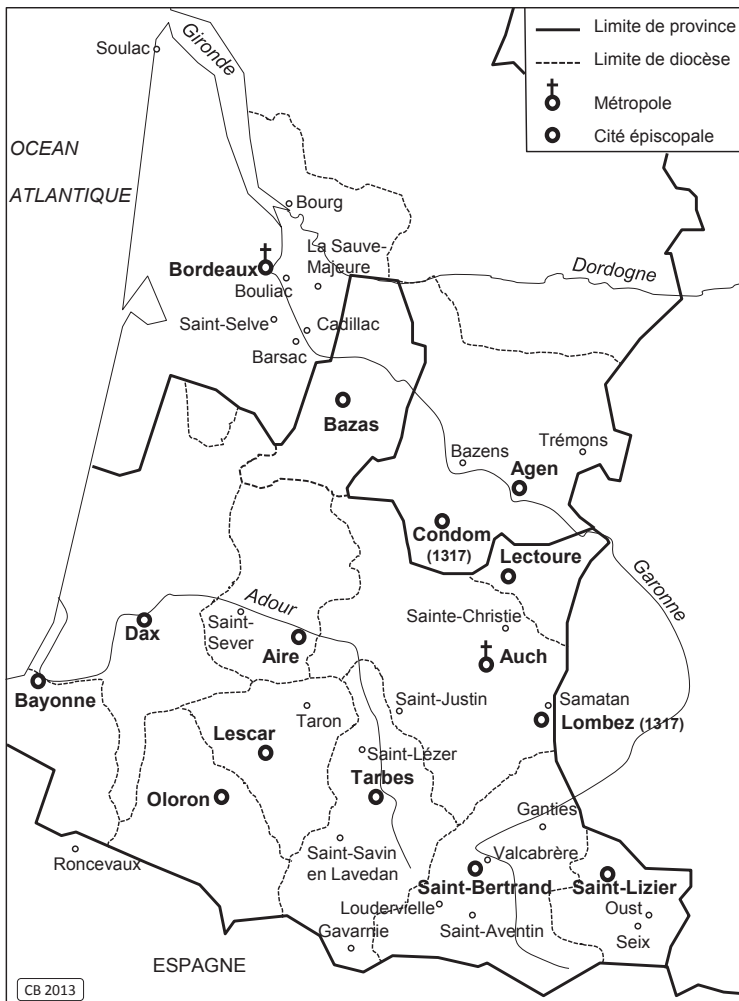 Limite de province
Limite de diocèse
Métropole
Cité épiscopale
Soulac
Gironde
OCEAN
ATLANTIQUE
Bourg
La Sauve-
Majeure
Bordeaux
Bouliac
Dordogne
Saint-Selve
Cadillac
Barsac
Bazas
Bazens
Trémons
Agen
Condom
(1317)
Lectoure
Garonne
Adour
Saint-
Sever
Sainte-Christie
Dax
Aire
Auch
Bayonne
Taron
Saint-Justin
Samatan
Lombez (1317)
Lescar
Saint-Lézer
Tarbes
Oloron
Ganties
Roncevaux
Saint-Savin
en Lavedan
Valcabrère
Saint-Bertrand
Saint-Lizier
Loudervielle
Oust
Saint-Aventin
Seix
Gavarnie
ESPAGNE
CB 2013